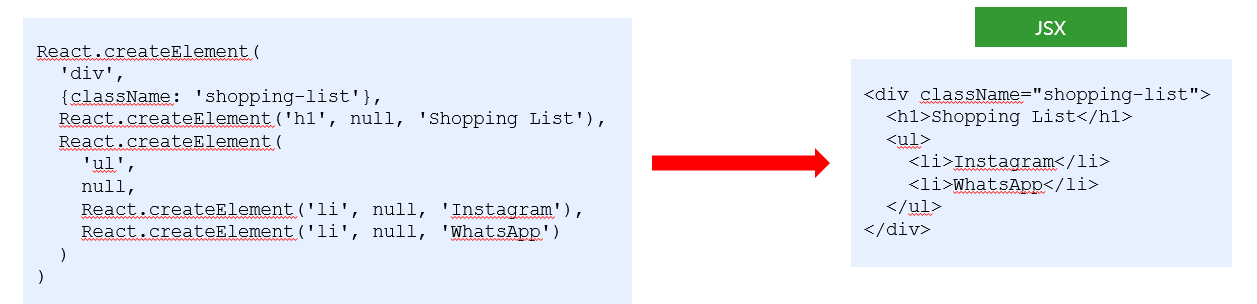 React.createElement(
  'div',
  {className: 'shopping-list'},
  React.createElement('h1', null, 'Shopping List'),
  React.createElement(
    'ul',
    null,
    React.createElement('li', null, 'Instagram'),
    React.createElement('li', null, 'WhatsApp')
  )
)
JSX
<div className="shopping-list">
  <h1>Shopping List</h1>
  <ul>
    <li>Instagram</li>
    <li>WhatsApp</li>
  </ul>
</div>